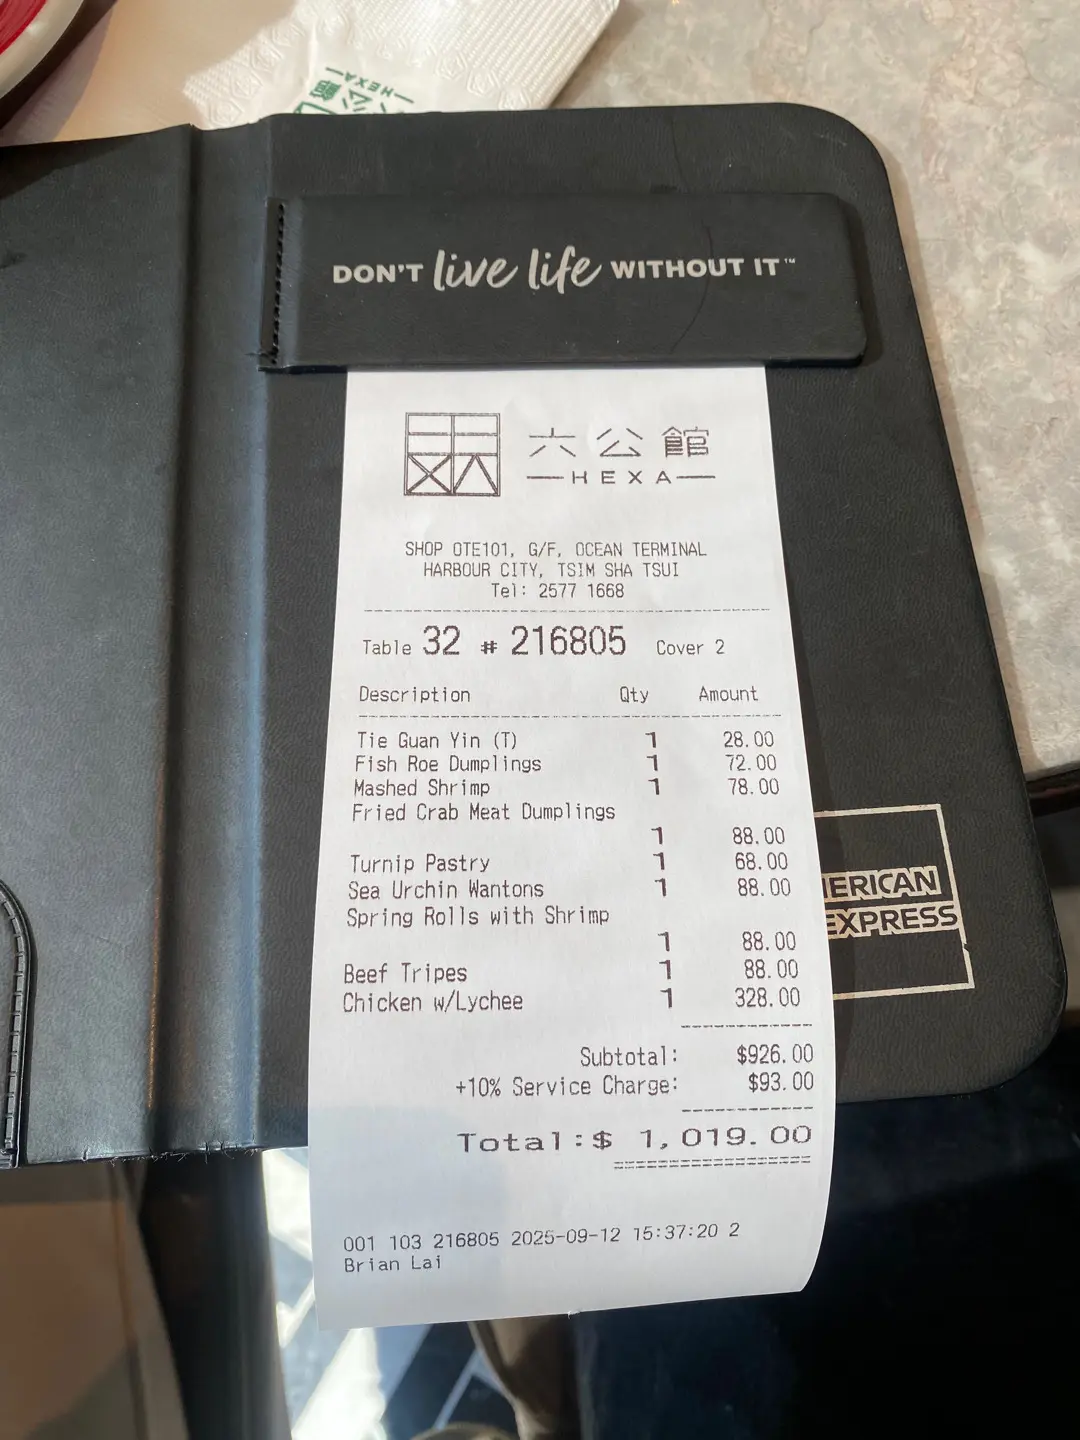 HEXA
DON'T live life WITHOUT IT™
六公館
HEXA
SHOP OTE101, G/F, OCEAN TERMINAL
HARBOUR CITY, TSIM SHA TSUI
Tel: 2577 1668
Table 32 # 216805 Cover 2
Description Qty Amount
Tie Guan Yin (T) 1 28.00
Fish Roe Dumplings 1 72.00
Mashed Shrimp 1 78.00
Fried Crab Meat Dumplings
1 88.00
Turnip Pastry 1 68.00
Sea Urchin Wantons 1 88.00
Spring Rolls with Shrimp
1 88.00
Beef Tripes 1 88.00
Chicken w/Lychee 1 328.00
Subtotal: $926.00
+10% Service Charge: $93.00
Total:$ 1,019.00
001 103 216805 2025-09-12 15:37:20 2
Brian Lai
ERICAN
EXPRESS